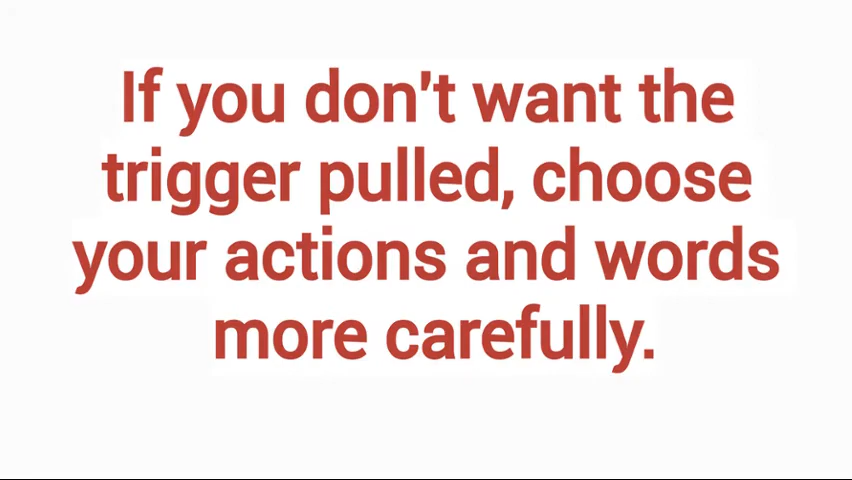 If you don't want the
trigger pulled, choose
your actions and words
more carefully.